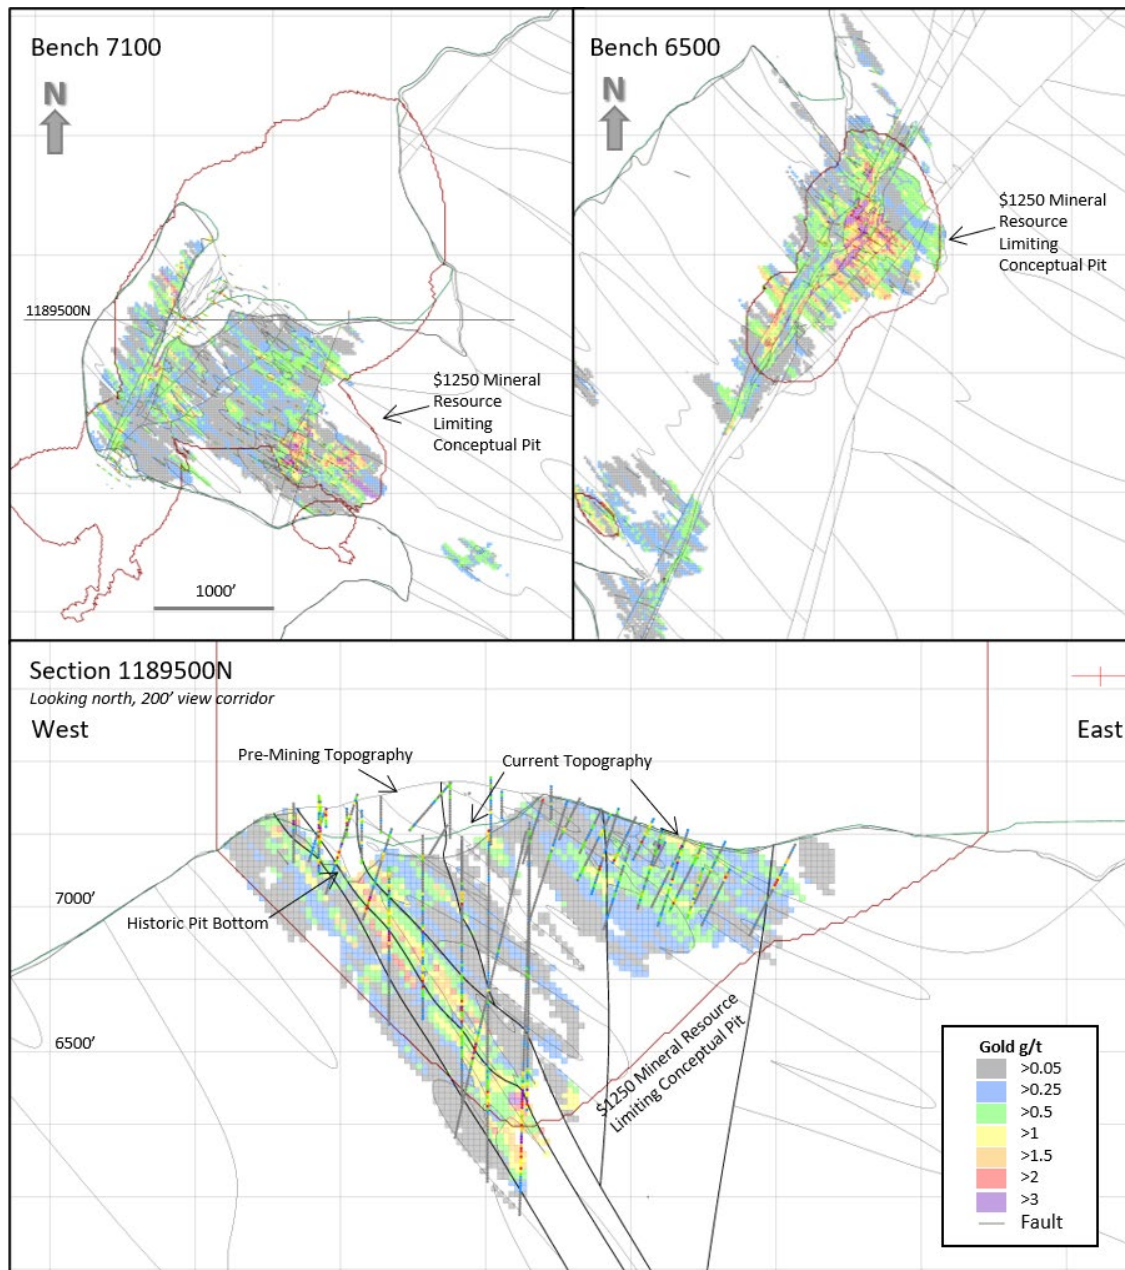 Bench 7100
N
1189500N
$1250 Mineral
Resource
Limiting
Conceptual Pit
1000’
Bench 6500
N
$1250 Mineral
Resource
Limiting
Conceptual Pit
Section 1189500N
Looking north, 200’ view corridor
West
East
Pre-Mining Topography
Current Topography
7000’
Historic Pit Bottom
6500’
$1250 Mineral Resource
Limiting Conceptual Pit
Gold g/t
>0.05
>0.25
>0.5
>1
>1.5
>2
>3
Fault